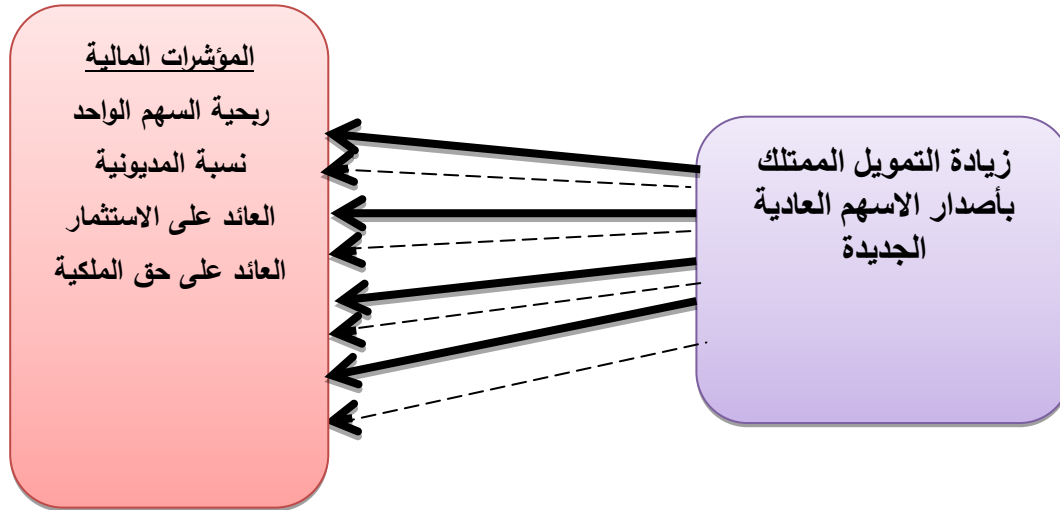 زيادة التمويل الممتلك
بأصدار الاسهم العادية
الجديدة
المؤشرات المالية
ربحية السهم الواحد
نسبة المديونية
العائد على الاستثمار
العائد على حق الملكية